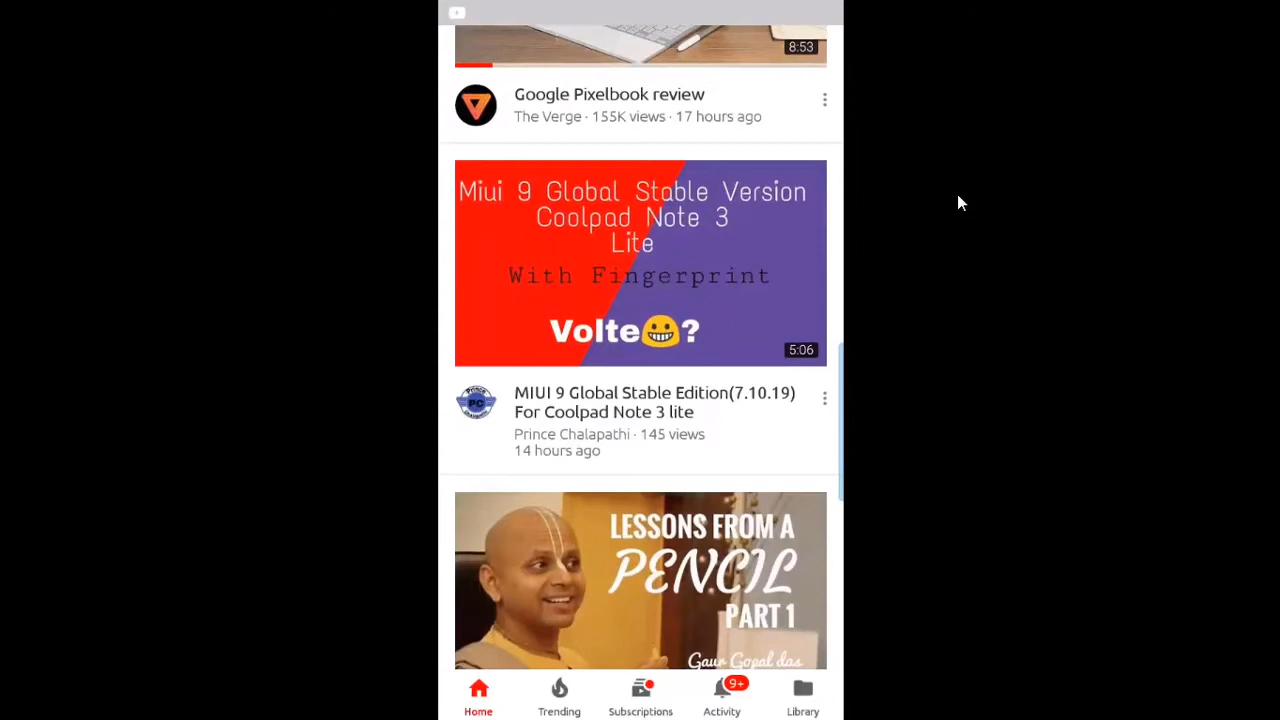 8:53
Google Pixelbook review
The Verge · 155K views · 17 hours ago
Miui 9 Global Stable Version
Coolpad Note 3
Lite
With Fingerprint
Volte😀?
5:06
Prince
PC
Chalapathi
MIUI 9 Global Stable Edition(7.10.19)
For Coolpad Note 3 lite
Prince Chalapathi · 145 views
14 hours ago
LESSONS FROM A
PENCIL
PART 1
Gaur Gopal das
9+
Home Trending Subscriptions Activity Library